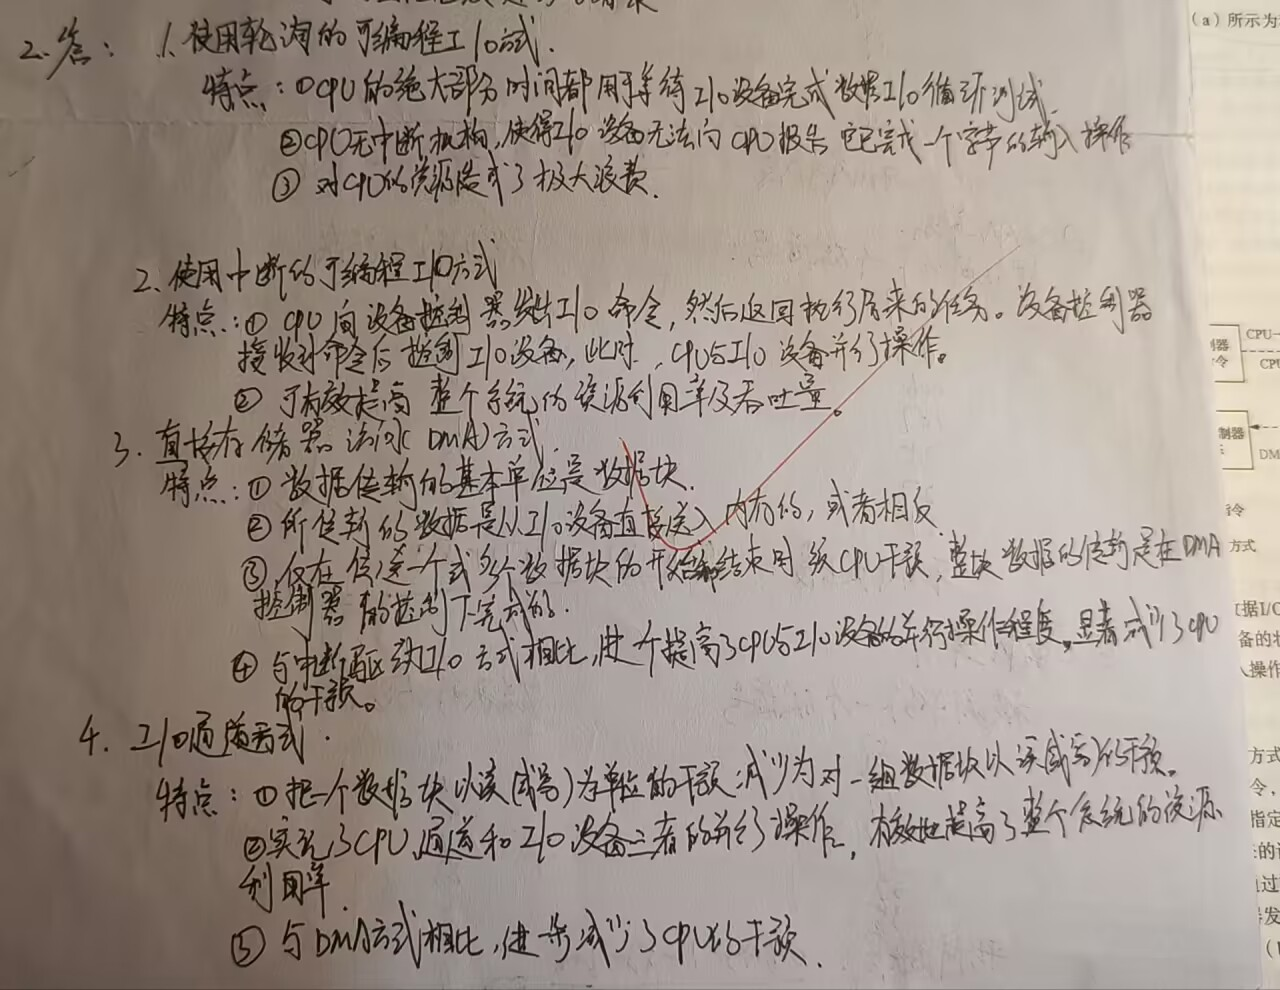 2. 答： 1. 使用轮询的可编程I/O方式.
特点：①CPU的绝大部分时间都用于等待I/O设备完成数据I/O循环测试.
②CPU无中断机构,使得I/O设备无法向CPU报告它已完成一个字节的输入操作
③ 对CPU的资源造成了极大浪费.
2. 使用中断的可编程I/O方式
特点:① CPU向设备控制器发出I/O命令,然后返回执行原来的任务。设备控制器
接收到命令后控制I/O设备,此时,CPU与I/O设备并行操作。
② 可有效提高整个系统的资源利用率及吞吐量。
3. 直接存储器访问(DMA)方式.
特点:① 数据传输的基本单位是数据块.
② 所传输的数据是从I/O设备直接送入内存的,或者相反
③ 仅在传送一个或多个数据块的开始和结束时须CPU干预,整块数据的传输是在DMA
控制器的控制下完成的.
④ 与中断驱动I/O方式相比,进一步提高了CPU与I/O设备的并行操作程度。显著减少了CPU
的干预。
4. I/O通道方式.
特点:① 把一个数据块以读(或写)为单位的干预减少为对一组数据块以读(或写)的干预。
②实现了CPU、通道和I/O设备三者的并行操作,有效地提高了整个系统的资源
利用率.
③ 与DMA方式相比,进一步减少了CPU的干预.
(a)所示为
制器
CPU
CP
制器
DM
令
方式
据I/O
备的状
操作
方式
令,
指定
的
通过
发
(